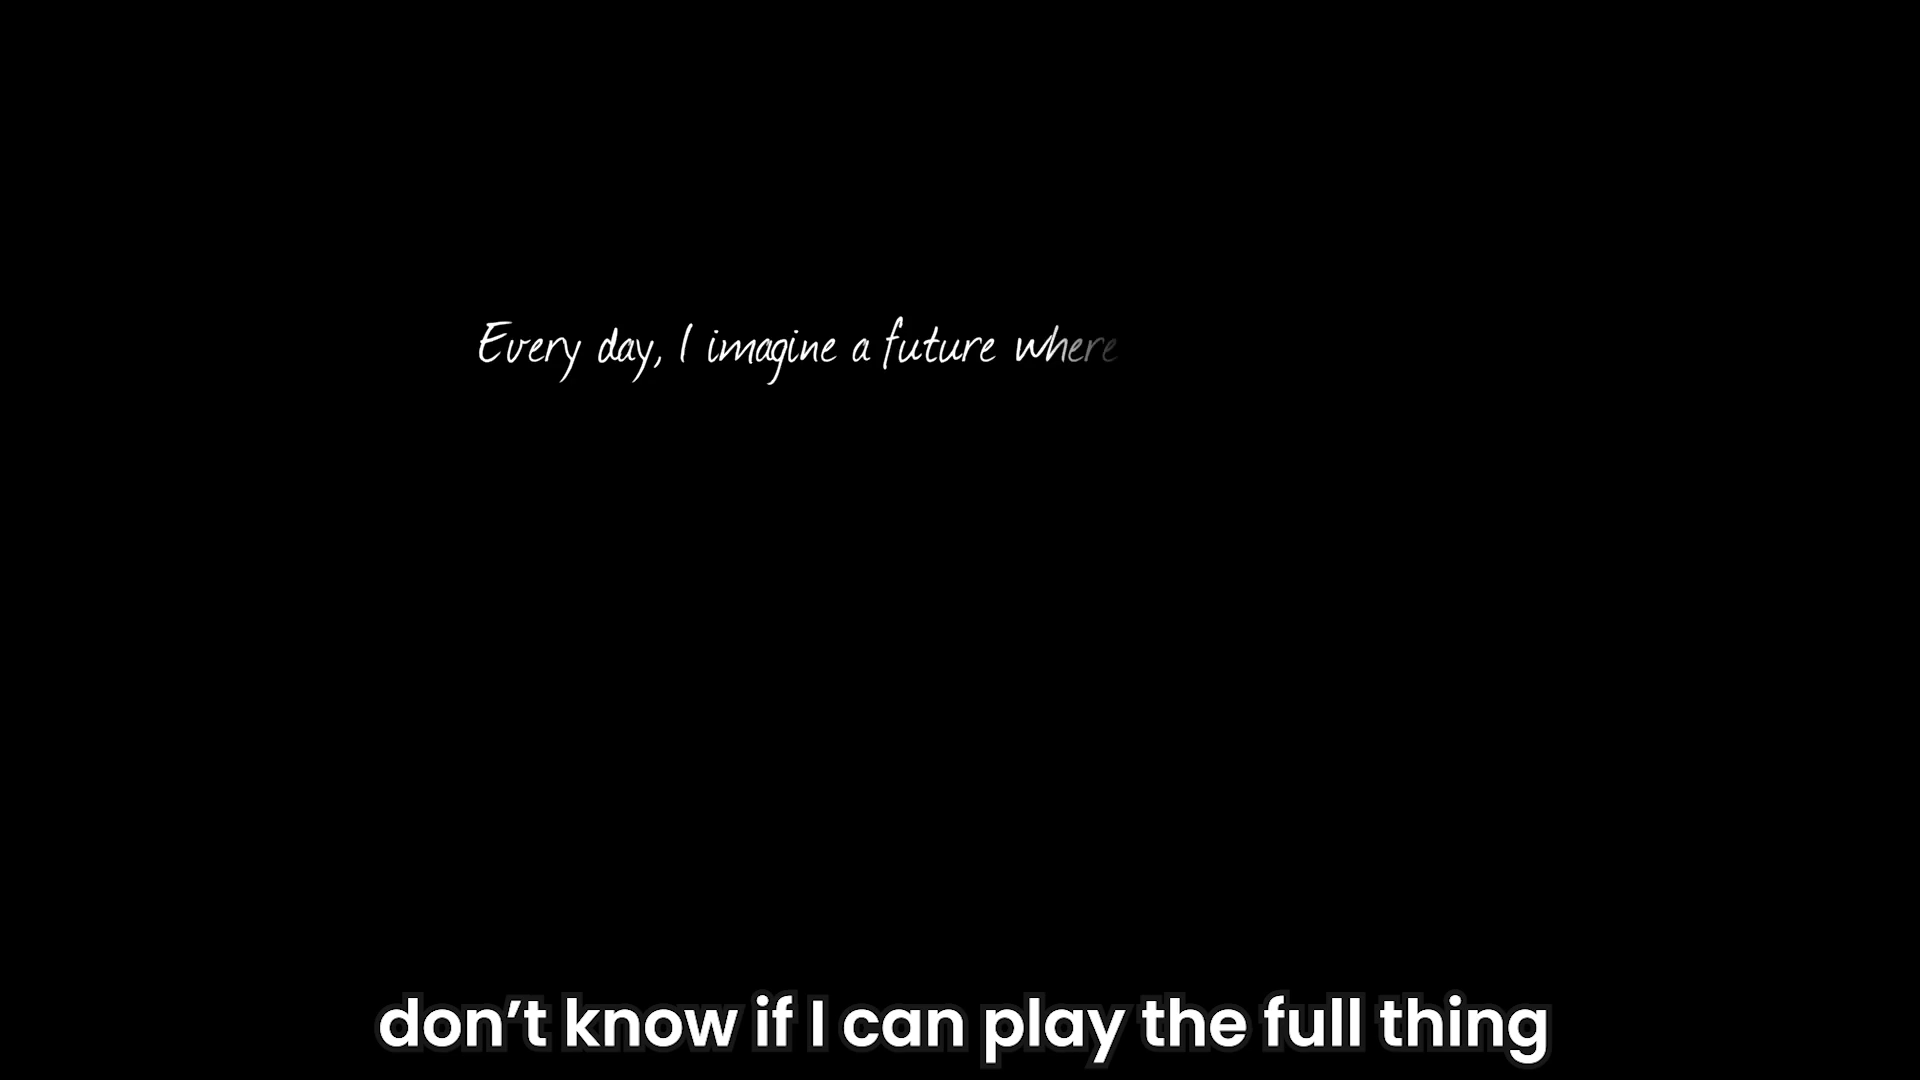 Every day, I imagine a future where
don’t know if I can play the full thing